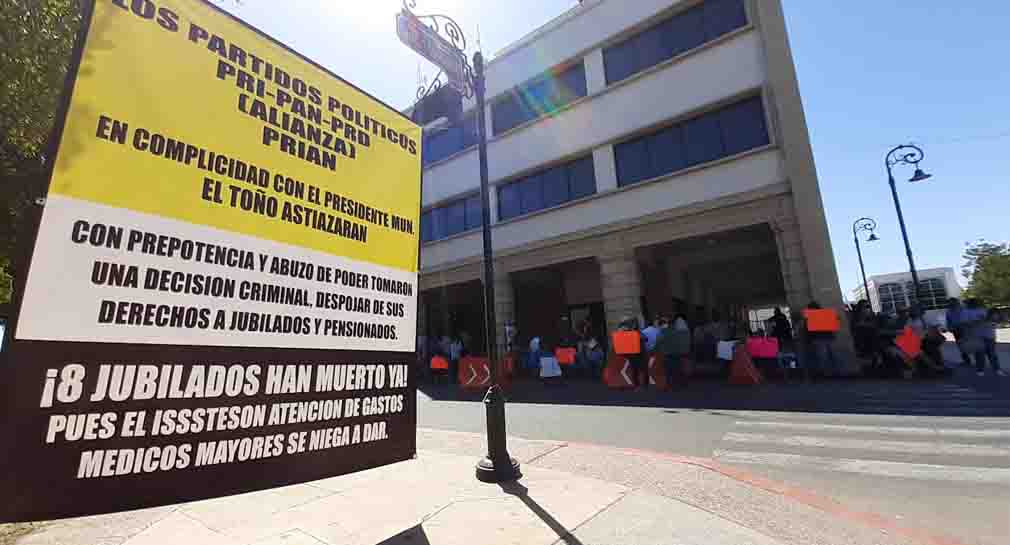 LOS PARTIDOS POLITICOS
PRI-PAN-PRD
(ALIANZA)
PRIAN
EN COMPLICIDAD CON EL PRESIDENTE MUN.
EL TOÑO ASTIAZARAN
CON PREPOTENCIA Y ABUZO DE PODER TOMARON
UNA DECISION CRIMINAL, DESPOJAR DE SUS
DERECHOS A JUBILADOS Y PENSIONADOS.
¡8 JUBILADOS HAN MUERTO YA!
PUES EL ISSSTESON ATENCION DE GASTOS
MEDICOS MAYORES SE NIEGA A DAR.